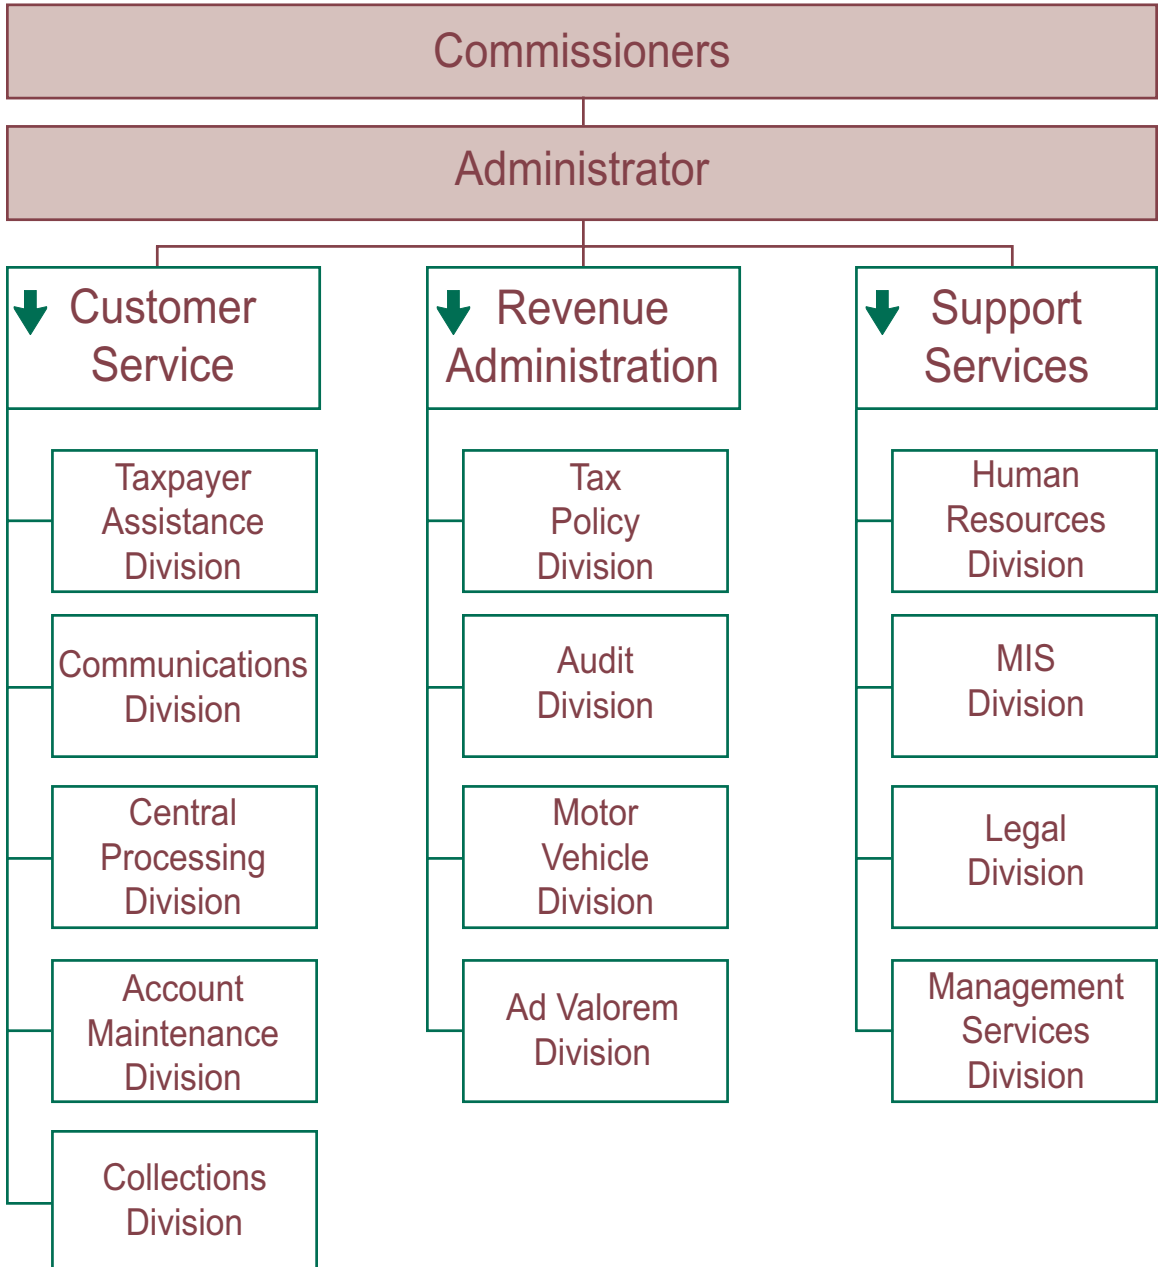 Commissioners
Administrator
Customer
Service
Taxpayer
Assistance
Division
Communications
Division
Central
Processing
Division
Account
Maintenance
Division
Collections
Division
Revenue
Administration
Tax
Policy
Division
Audit
Division
Motor
Vehicle
Division
Ad Valorem
Division
Support
Services
Human
Resources
Division
MIS
Division
Legal
Division
Management
Services
Division